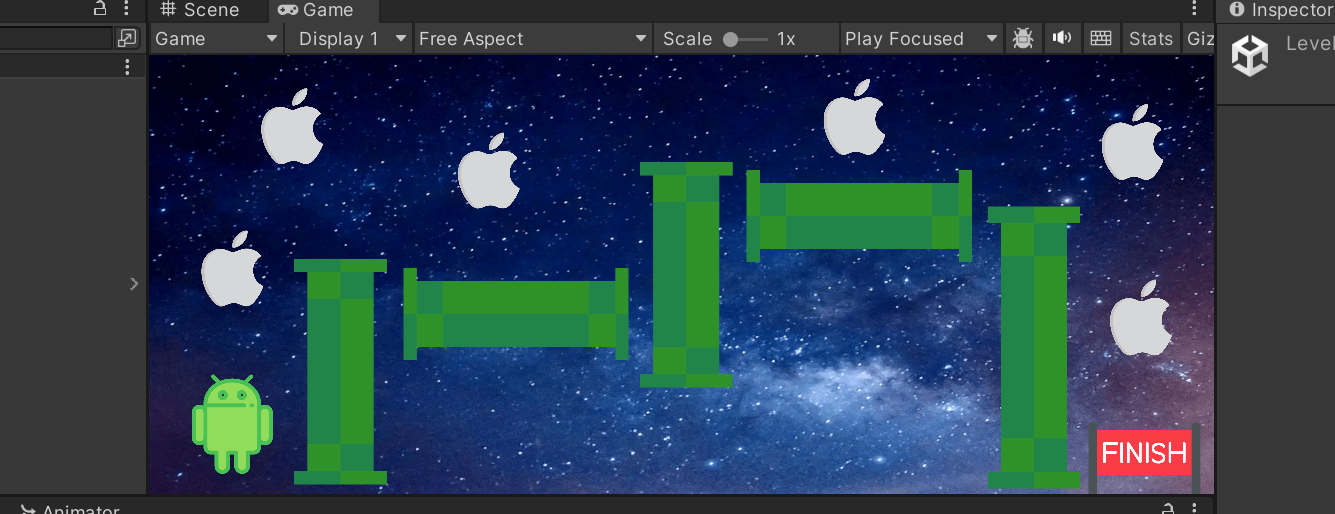 Scene
Game
Inspector
Game
Display 1
Free Aspect
Scale
1x
Play Focused
Stats
Giz
Level
FINISH
Animator